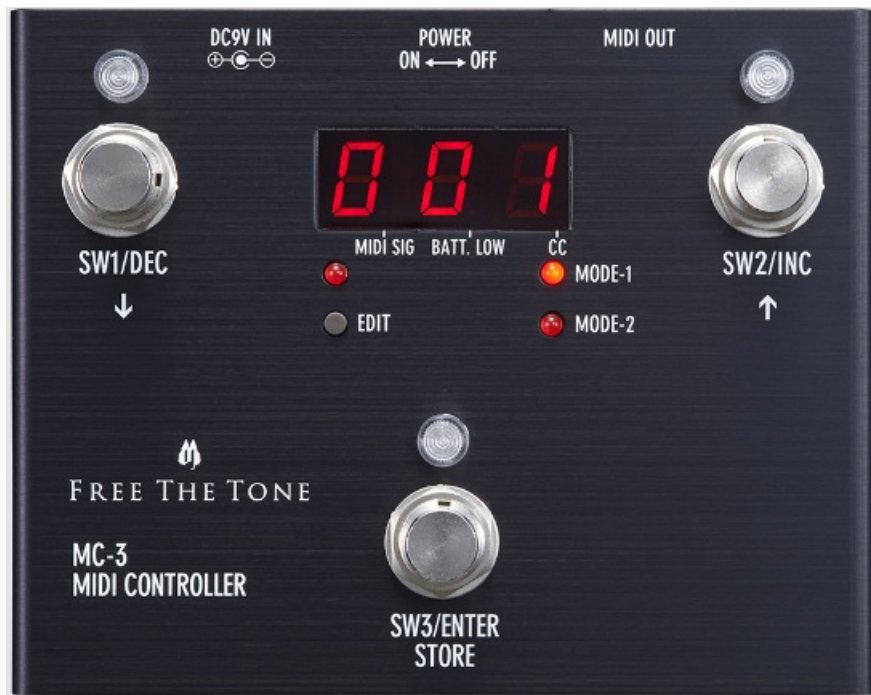 DC9V IN
POWER
ON ←→ OFF
MIDI OUT
001
MIDI SIG
BATT. LOW
CC
SW1/DEC
↓
MODE-1
EDIT
MODE-2
SW2/INC
↑
FREE THE TONE
MC-3
MIDI CONTROLLER
SW3/ENTER
STORE